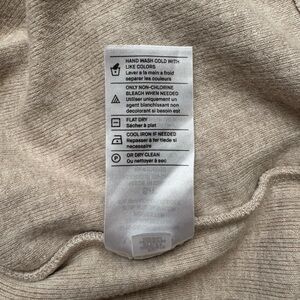 HAND WASH COLD WITH
LIKE COLORS
Laver à la main à froid
séparer les couleurs
ONLY NON-CHLORINE
BLEACH WHEN NEEDED
Utiliser uniquement un
agent blanchissant non
décolorant si besoin est
FLAT DRY
Sécher à plat
COOL IRON IF NEEDED
Repasser à fer tiède si
nécessaire
P
OR DRY CLEAN
Ou nettoyer à sec